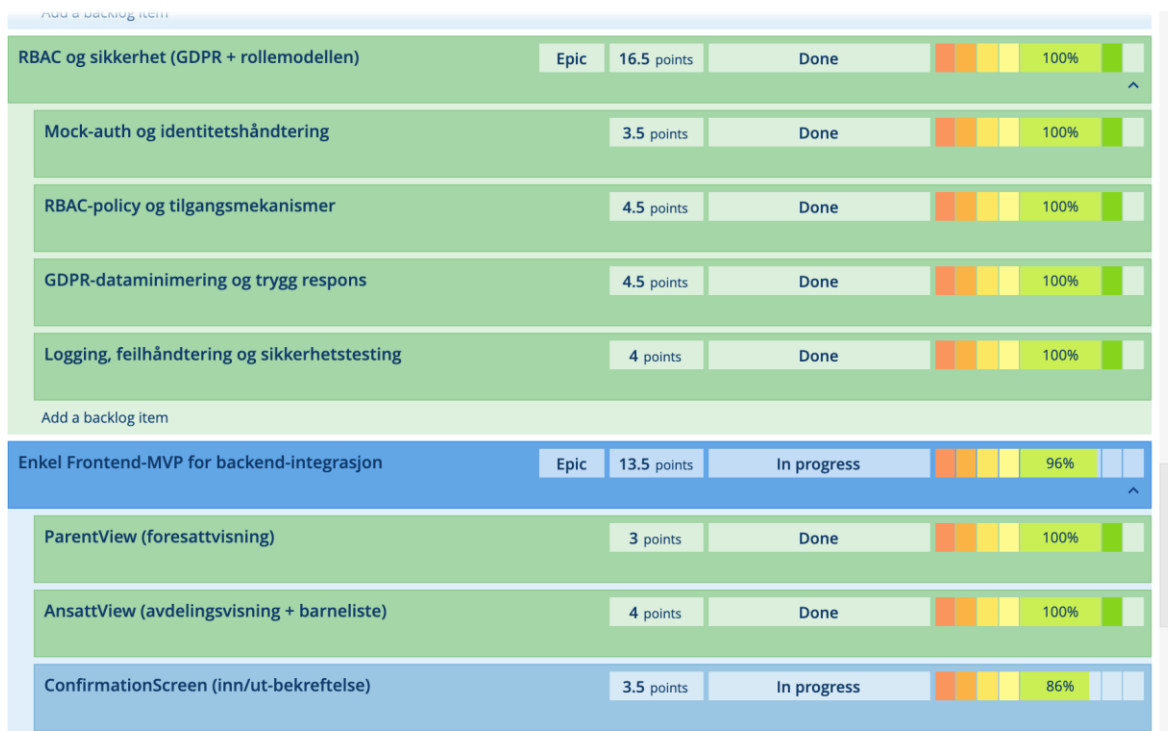 Add a backlog item
RBAC og sikkerhet (GDPR + rollemodellen) Epic 16.5 points Done 100%
Mock-auth og identitetshåndtering 3.5 points Done 100%
RBAC-policy og tilgangsmekanismer 4.5 points Done 100%
GDPR-dataminimering og trygg respons 4.5 points Done 100%
Logging, feilhåndtering og sikkerhetstesting 4 points Done 100%
Add a backlog item
Enkel Frontend-MVP for backend-integrasjon Epic 13.5 points In progress 96%
ParentView (foresattvisning) 3 points Done 100%
AnsattView (avdelingsvisning + barneliste) 4 points Done 100%
ConfirmationScreen (inn/ut-bekreftelse) 3.5 points In progress 86%